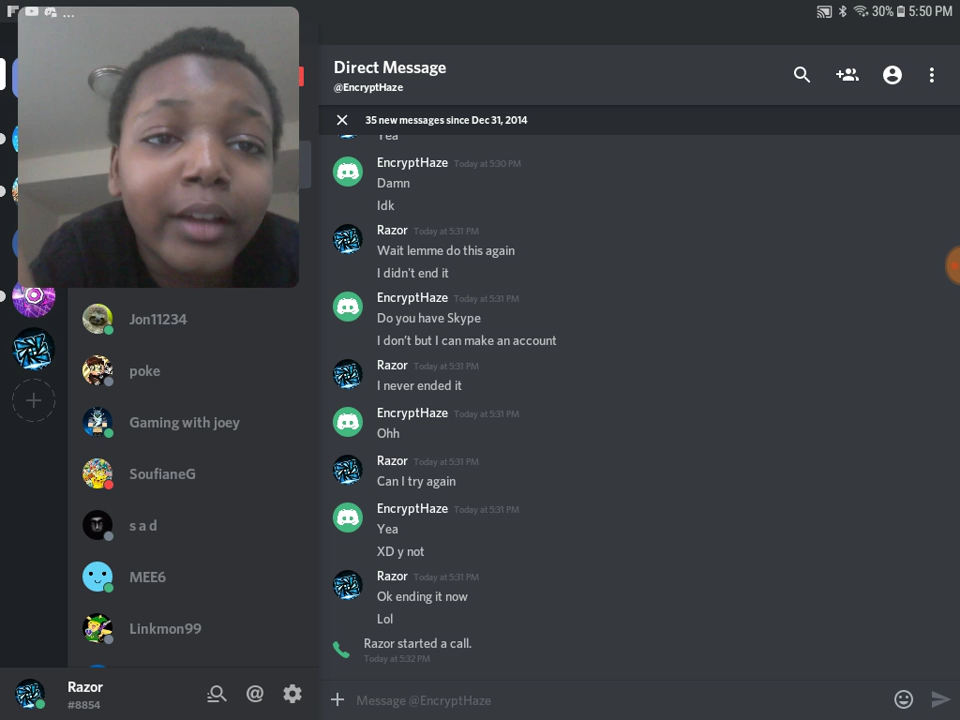 ... 30% 5:50 PM
Direct Message
@EncryptHaze
35 new messages since Dec 31, 2014
Yea
EncryptHaze Today at 5:30 PM
Damn
Idk
Razor Today at 5:31 PM
Wait lemme do this again
I didn't end it
EncryptHaze Today at 5:31 PM
Do you have Skype
I don't but I can make an account
Razor Today at 5:31 PM
I never ended it
EncryptHaze Today at 5:31 PM
Ohh
Razor Today at 5:31 PM
Can I try again
EncryptHaze Today at 5:31 PM
Yea
XD y not
Razor Today at 5:31 PM
Ok ending it now
Lol
Razor started a call.
Today at 5:32 PM
Message @EncryptHaze
Jon11234
poke
Gaming with joey
SoufianeG
s a d
MEE6
Linkmon99
Razor
#8854